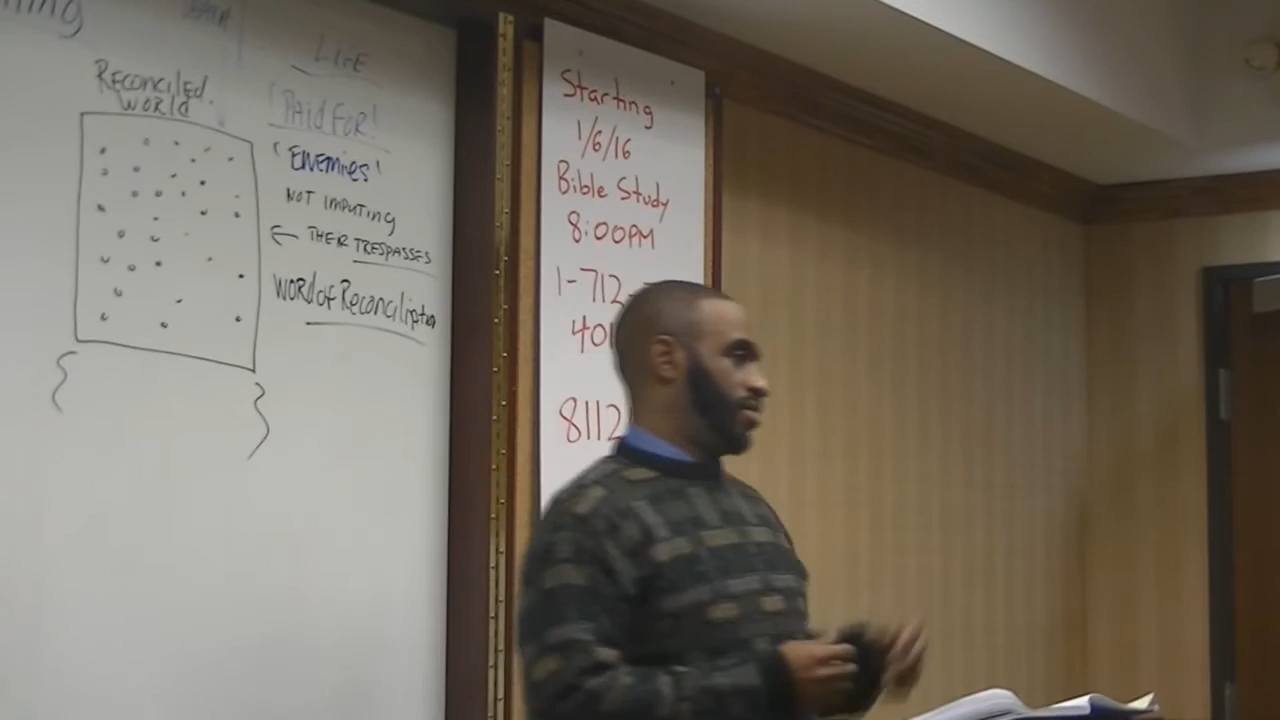 Reconciled
WORLD
LIFE
PAID FOR!
'ENEMIES'
NOT IMPUTING
THEIR TRESPASSES
WORD of Reconciliation
Starting
1/6/16
Bible Study
8:00PM
1-712-
8112